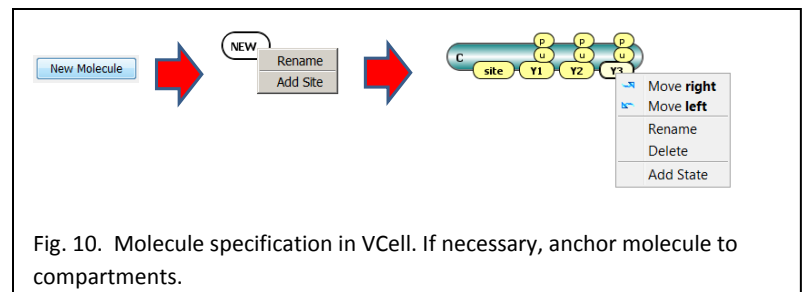 New Molecule
NEW
Rename
Add Site
p p p
u u u
C
site Y1 Y2 Y3
Move right
Move left
Rename
Delete
Add State
Fig. 10. Molecule specification in VCell. If necessary, anchor molecule to
compartments.